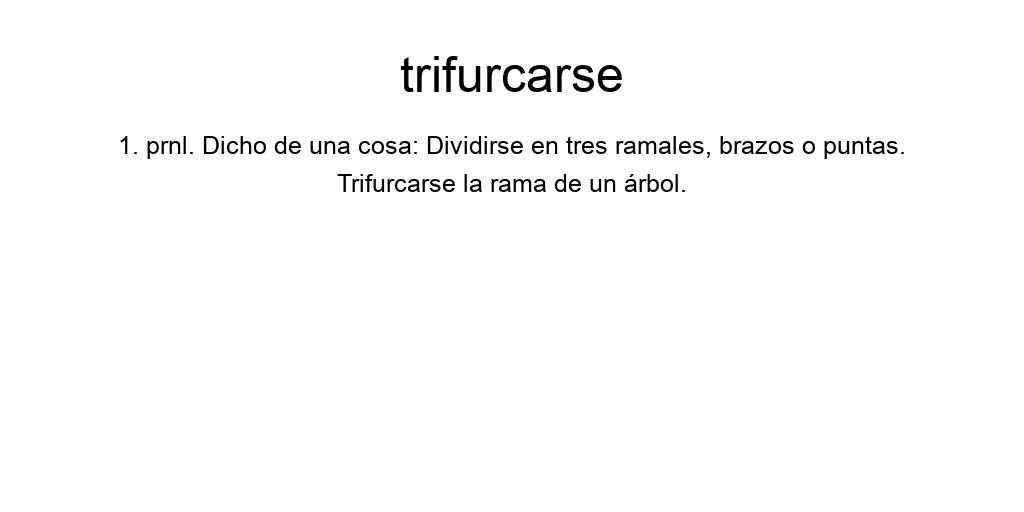 trifurcarse
1. prnl. Dicho de una cosa: Dividirse en tres ramales, brazos o puntas.
Trifurcarse la rama de un árbol.